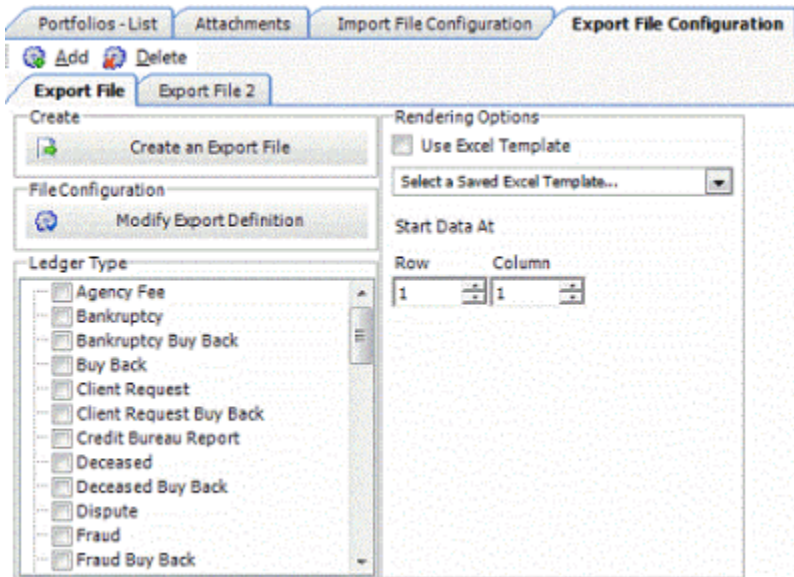 Portfolios - List Attachments Import File Configuration Export File Configuration
Add Delete
Export File Export File 2
Create
Create an Export File
File Configuration
Modify Export Definition
Ledger Type
Agency Fee
Bankruptcy
Bankruptcy Buy Back
Buy Back
Client Request
Client Request Buy Back
Credit Bureau Report
Deceased
Deceased Buy Back
Dispute
Fraud
Fraud Buy Back
Rendering Options
Use Excel Template
Select a Saved Excel Template...
Start Data At
Row Column
1 1